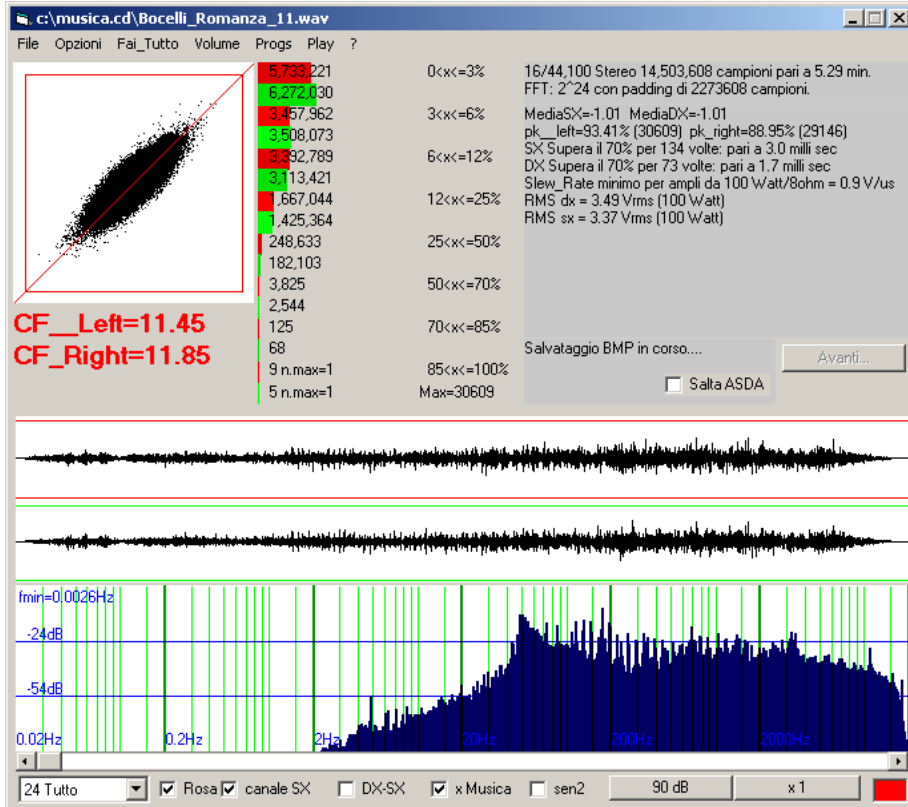 c:\musica.cd\Bocelli_Romanza_11.wav
File Opzioni Fai_Tutto Volume Progs Play ?
5,733,221 0<x<=3%
6,272,030
3,457,962 3<x<=6%
3,508,073
3,392,789 6<x<=12%
3,113,421
1,667,044 12<x<=25%
1,425,364
248,633 25<x<=50%
182,103
3,825 50<x<=70%
2,544
125 70<x<=85%
68
9 n.max=1 85<x<=100%
5 n.max=1 Max=30609
CF__Left=11.45
CF_Right=11.85
16/44,100 Stereo 14,503,608 campioni pari a 5.29 min.
FFT: 2^24 con padding di 2273608 campioni.
MediaSX=-1.01 MediaDX=-1.01
pk__left=93.41% (30609) pk_right=88.95% (29146)
SX Supera il 70% per 134 volte: pari a 3.0 milli sec
DX Supera il 70% per 73 volte: pari a 1.7 milli sec
Slew_Rate minimo per ampli da 100 Watt/8ohm = 0.9 V/us
RMS dx = 3.49 Vrms (100 Watt)
RMS sx = 3.37 Vrms (100 Watt)
Salvataggio BMP in corso....
Avanti...
Salta ASDA
fmin=0.0026Hz
-24dB
-54dB
0.02Hz 0.2Hz 2Hz 20Hz 200Hz 2000Hz
24 Tutto Rosa canale SX DX-SX x Musica sen2 90 dB x 1